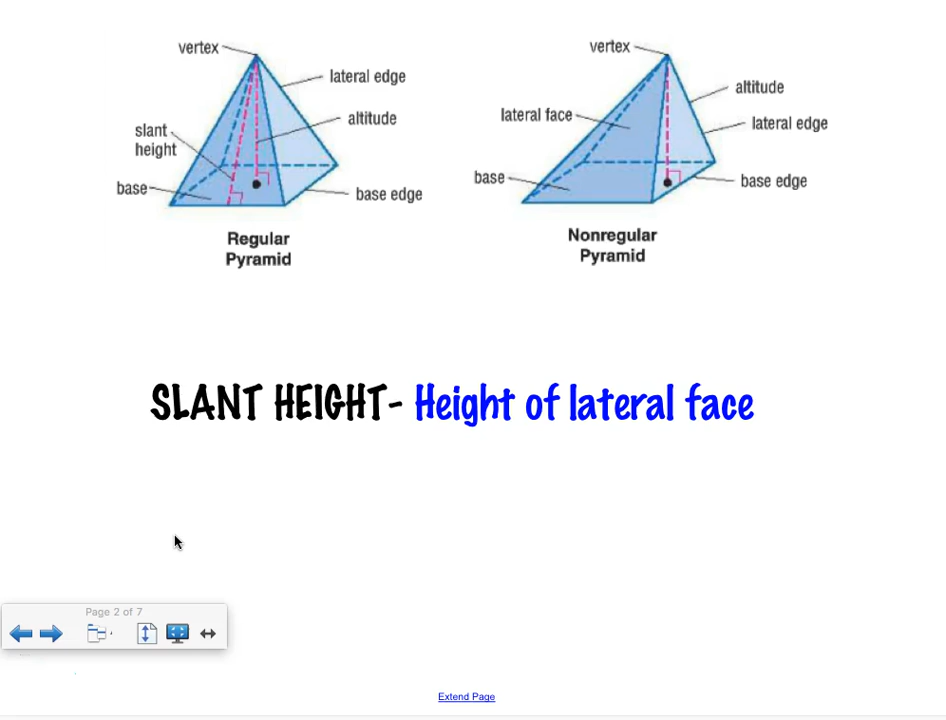 vertex
lateral edge
altitude
slant
height
base
base edge
Regular
Pyramid
vertex
altitude
lateral face
lateral edge
base
base edge
Nonregular
Pyramid
SLANT HEIGHT- Height of lateral face
Page 2 of 7
Extend Page